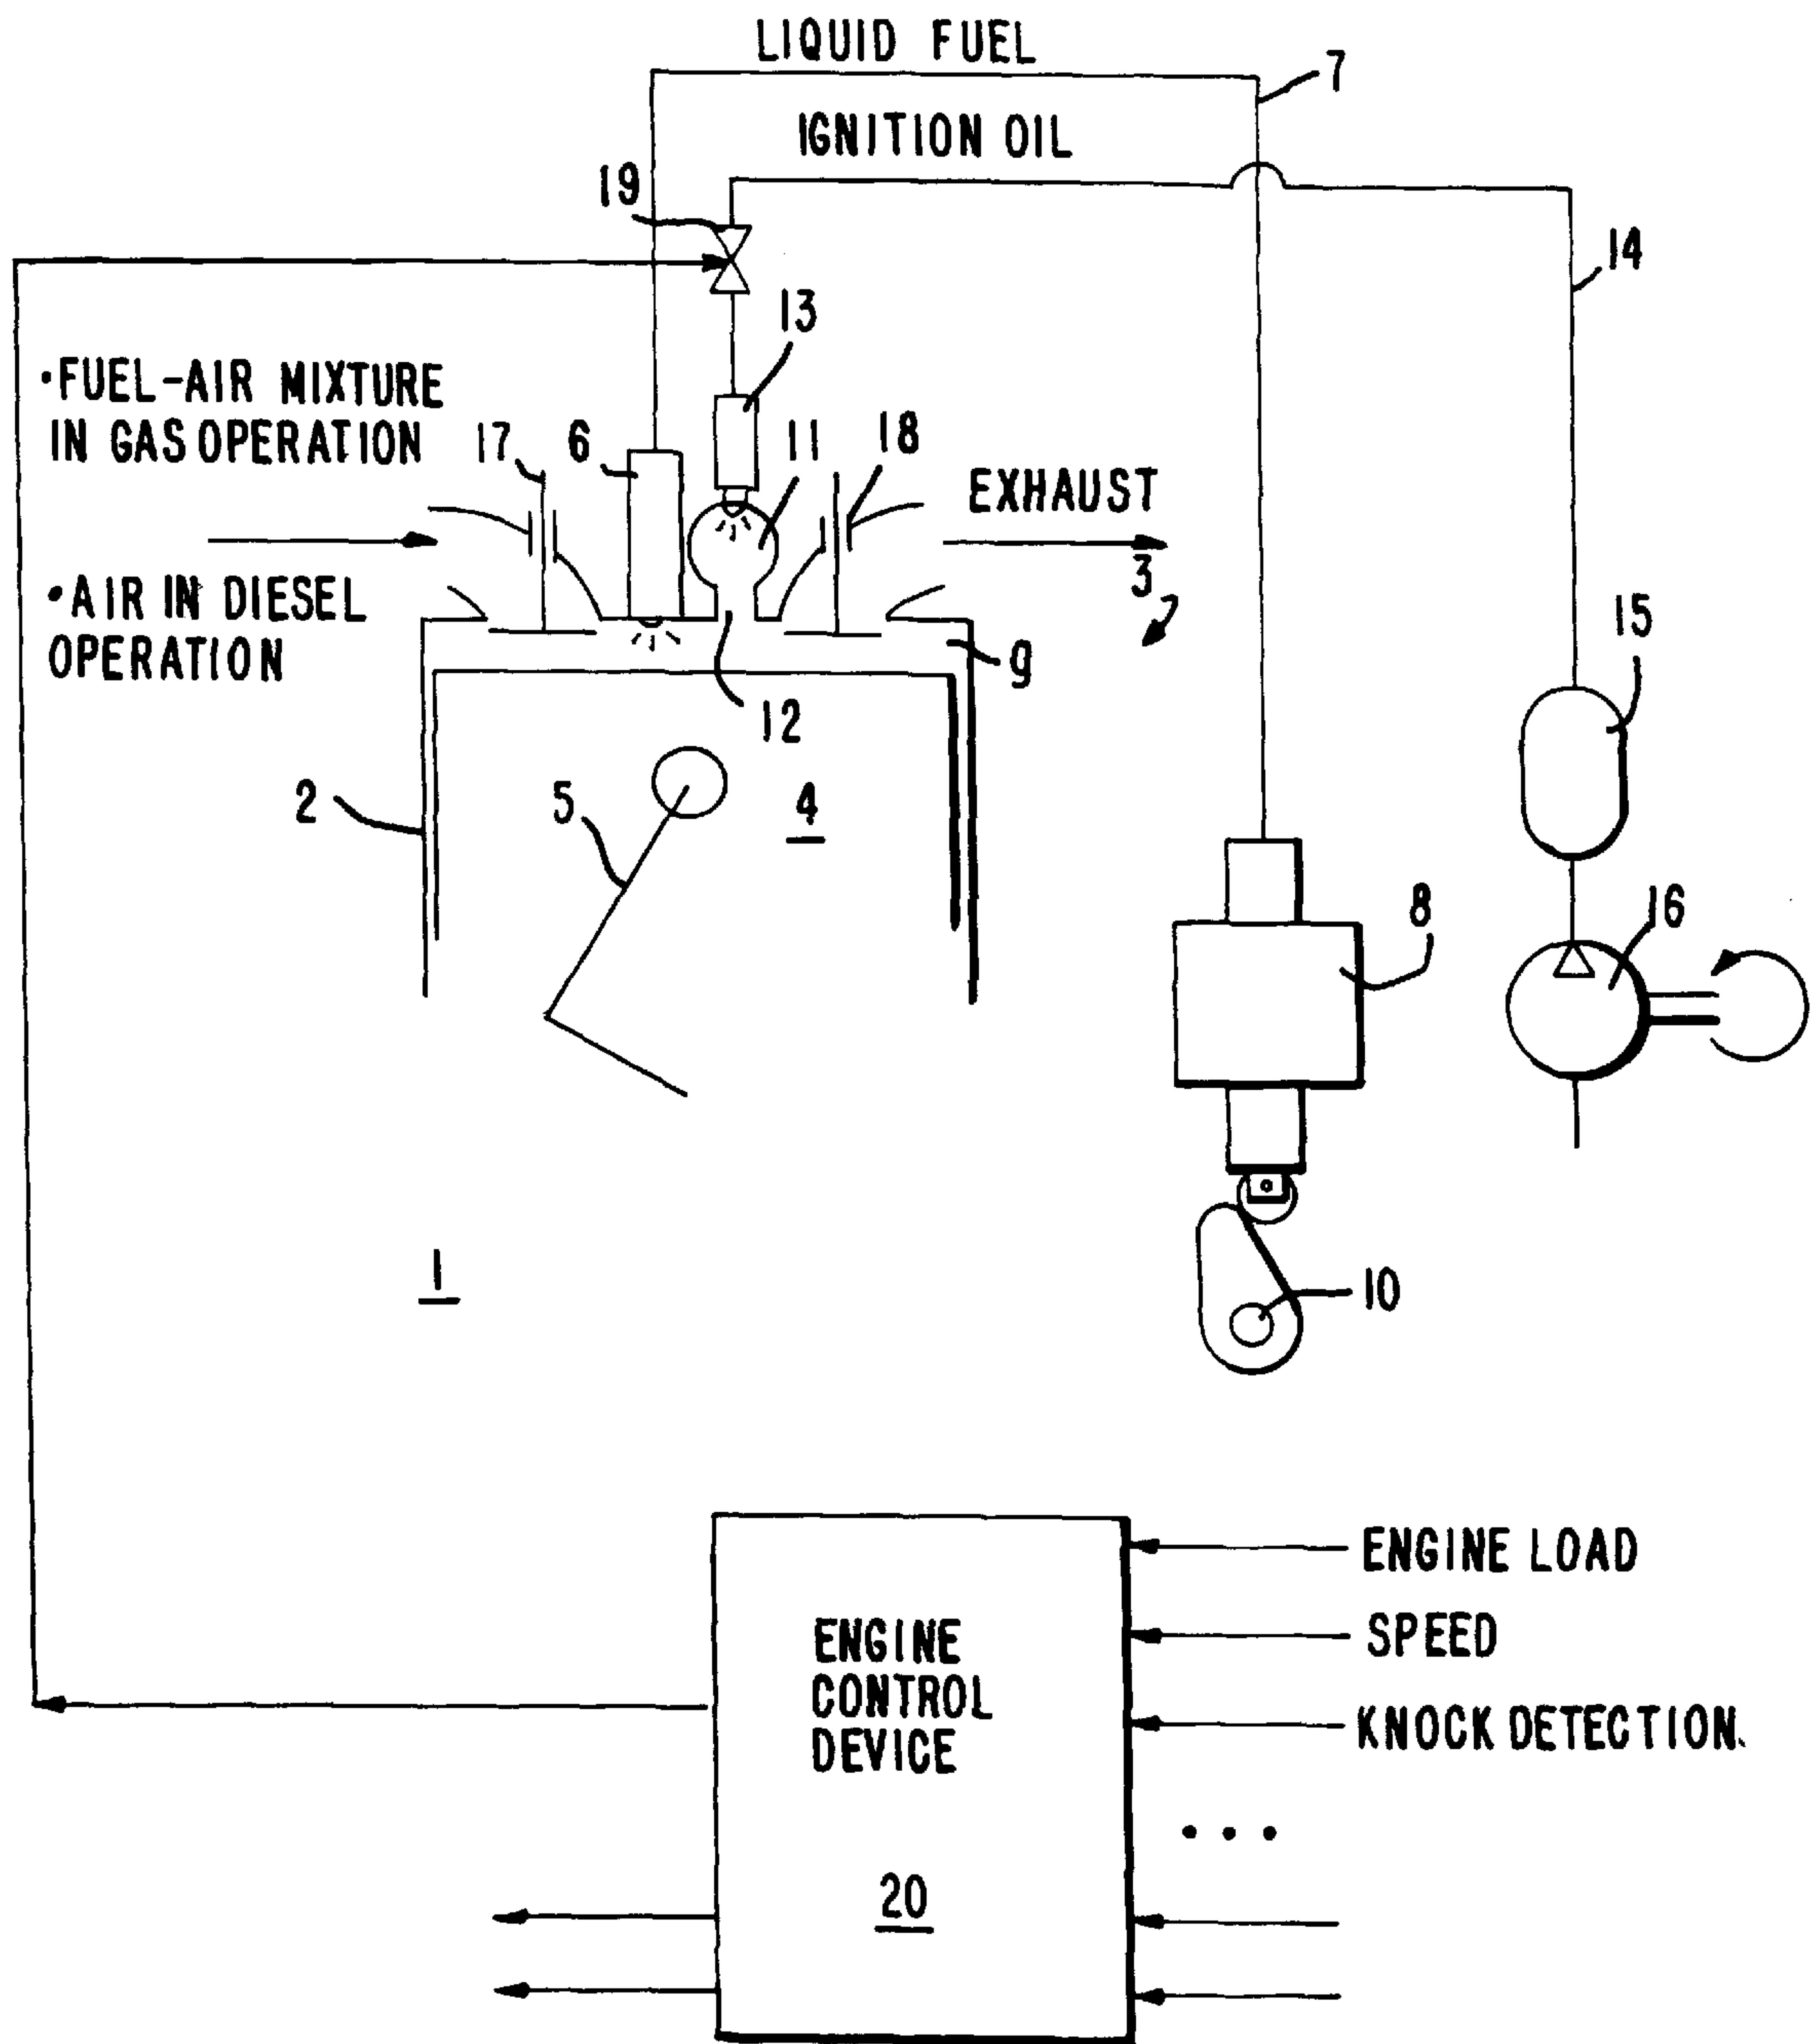 LIQUID FUEL
7
IGNITION OIL
19
14
13
•FUEL-AIR MIXTURE
IN GAS OPERATION
17
6
11
18
EXHAUST
3
•AIR IN DIESEL
OPERATION
15
9
12
2
5
4
8
16
1
10
ENGINE LOAD
SPEED
KNOCK DETECTION
ENGINE
CONTROL
DEVICE
• • •
20